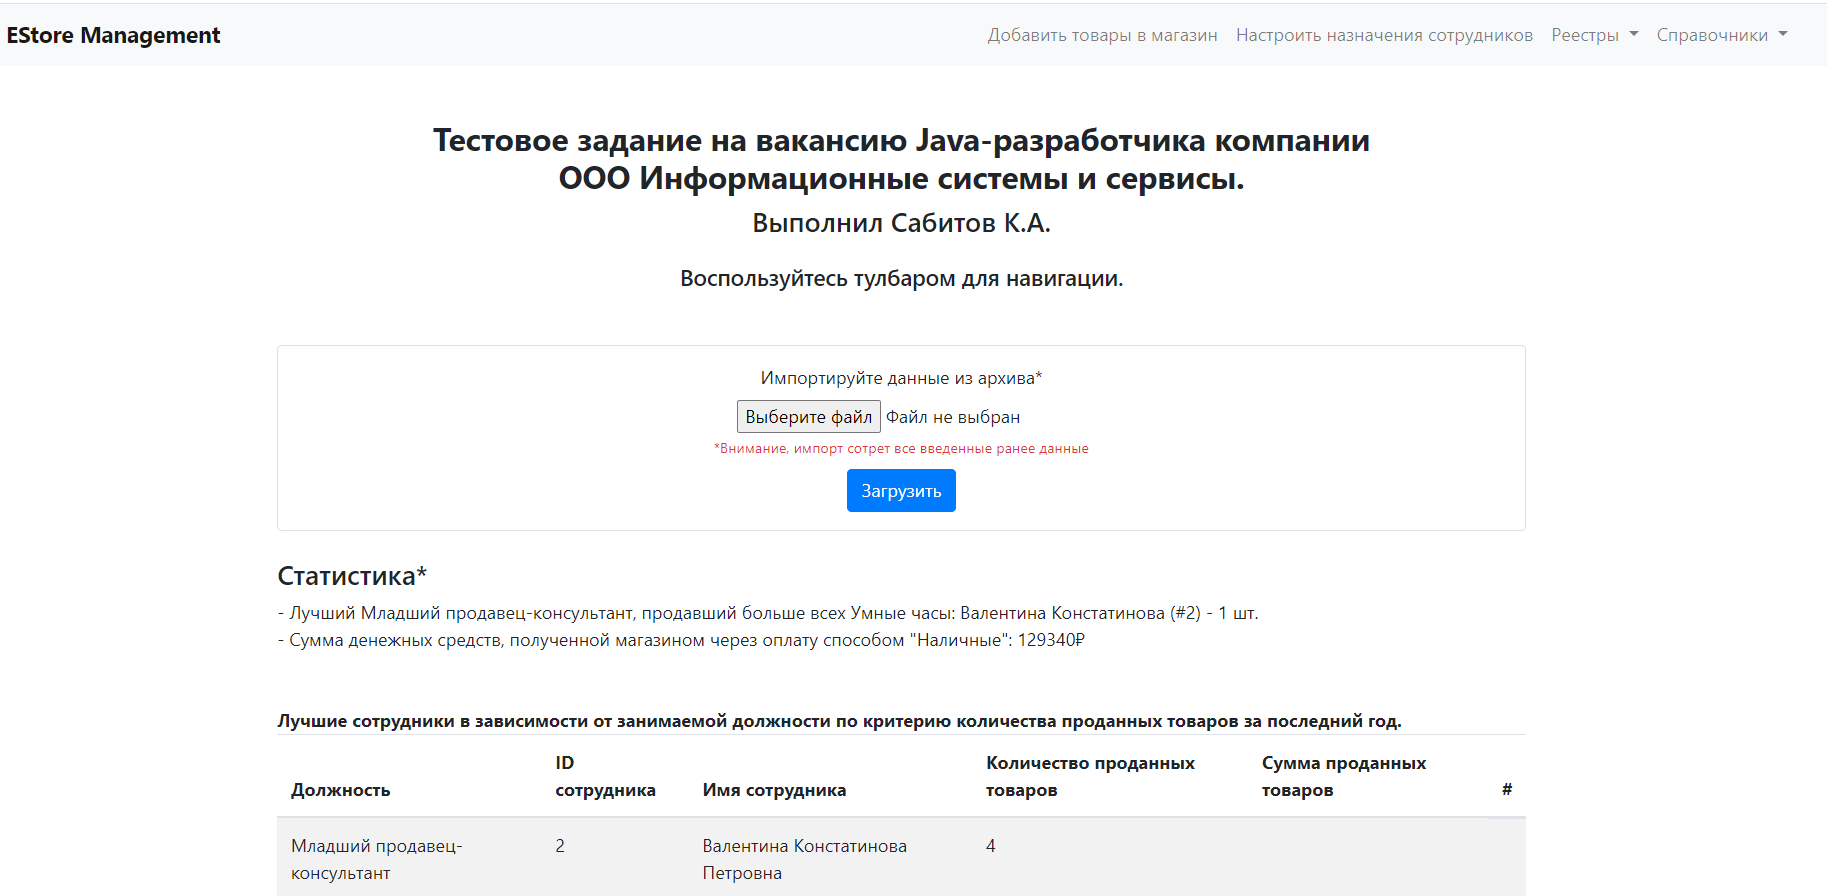 EStore Management
Добавить товары в магазин
Настроить назначения сотрудников
Реестры
Справочники
Тестовое задание на вакансию Java-разработчика компании
ООО Информационные системы и сервисы.
Выполнил Сабитов К.А.
Воспользуйтесь тулбаром для навигации.
Импортируйте данные из архива*
Выберите файл Файл не выбран
*Внимание, импорт сотрет все введенные ранее данные
Загрузить
Статистика*
- Лучший Младший продавец-консультант, продавший больше всех Умные часы: Валентина Констатинова (#2) - 1 шт.
- Сумма денежных средств, полученной магазином через оплату способом "Наличные": 129340₽
Лучшие сотрудники в зависимости от занимаемой должности по критерию количества проданных товаров за последний год.
Должность
ID
сотрудника
Имя сотрудника
Количество проданных
товаров
Сумма проданных
товаров
#
Младший продавец-
консультант
2
Валентина Констатинова
Петровна
4